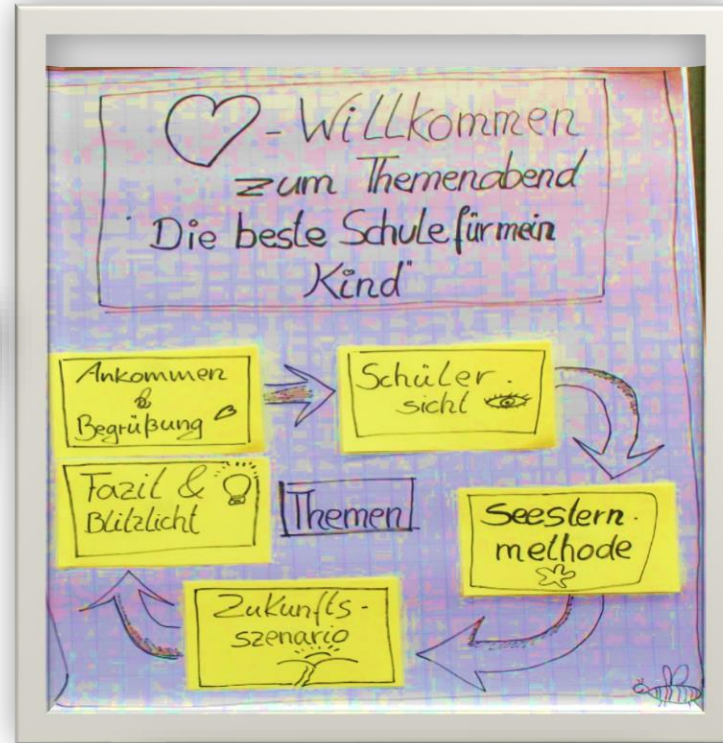 - Willkommen
zum Themenabend
"Die beste Schule für mein
Kind"
Ankommen
&
Begrüßung
Schüler-
sicht
Seestern-
methode
Zukunfts-
szenario
Fazit &
Blitzlicht
Themen